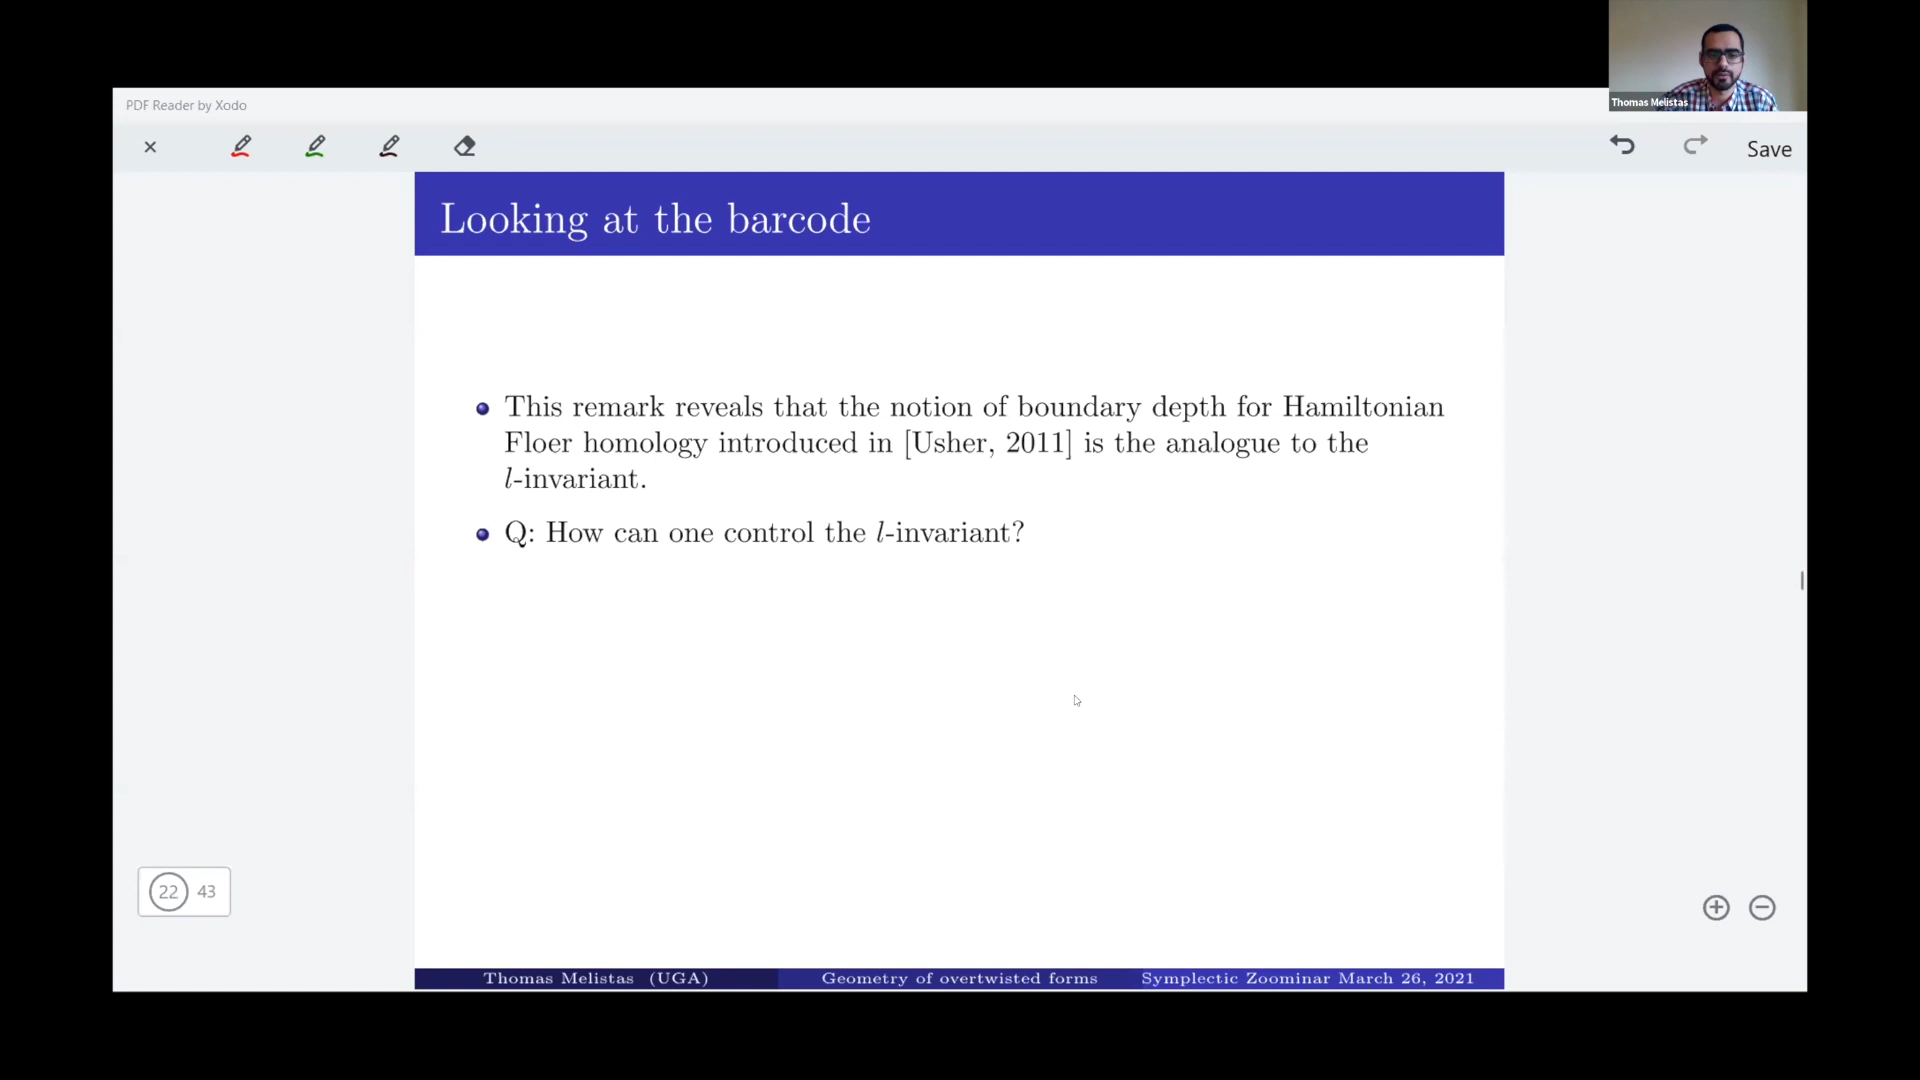 Thomas Melistas
PDF Reader by Xodo
Save
Looking at the barcode
This remark reveals that the notion of boundary depth for Hamiltonian
Floer homology introduced in [Usher, 2011] is the analogue to the
l-invariant.
Q: How can one control the l-invariant?
22 43
Thomas Melistas (UGA) Geometry of overtwisted forms Symplectic Zoominar March 26, 2021